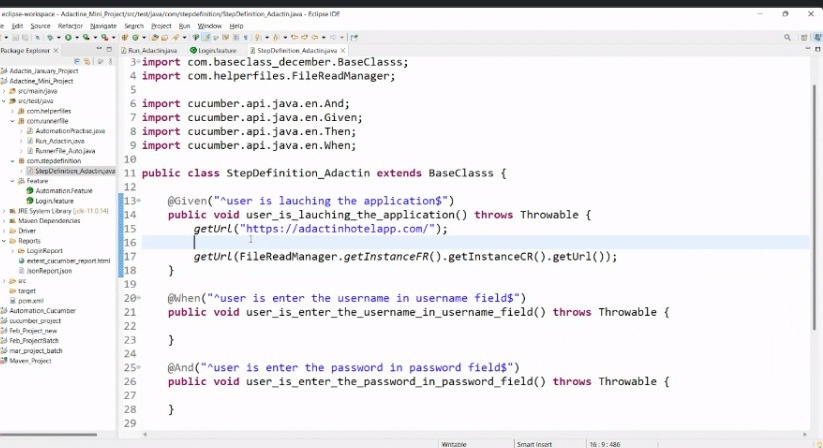 eclipse-workspace - Adactine_Mini_Project/src/test/java/com/stepdefinition/StepDefinition_Adactin.java - Eclipse IDE
File Edit Source Refactor Navigate Search Project Run Window Help
Package Explorer
Run_Adactin.java
Login.feature
StepDefinition_Adactin.java
Adactin_January_Project
Adactine_Mini_Project
src/main/java
src/test/java
com.helperfiles
com.runnerfile
AutomationPractise.java
Run_Adactin.java
RunnerFile_Auto.java
com.stepdefinition
StepDefinition_Adactin.java
Feature
Automation.Feature
Login.feature
JRE System Library [jdk-11.0.14]
Maven Dependencies
Driver
Reports
LoginReport
extent_cucumber_report.html
JsonReport.json
src
target
pom.xml
Automation_Cucumber
cucumber_project
Feb_Project_new
Feb_ProjectBatch
mar_project_batch
Maven_Project
3 import com.baseclass_december.BaseClasss;
4 import com.helperfiles.FileReadManager;
5
6 import cucumber.api.java.en.And;
7 import cucumber.api.java.en.Given;
8 import cucumber.api.java.en.Then;
9 import cucumber.api.java.en.When;
10
11 public class StepDefinition_Adactin extends BaseClasss {
12
13 @Given("^user is lauching the application$")
14 public void user_is_lauching_the_application() throws Throwable {
15 getUrl("https://adactinhotelapp.com/");
16
17 getUrl(FileReadManager.getInstanceFR().getInstanceCR().getUrl());
18 }
19
20 @When("^user is enter the username in username field$")
21 public void user_is_enter_the_username_in_username_field() throws Throwable {
22
23 }
24
25 @And("^user is enter the password in password field$")
26 public void user_is_enter_the_password_in_password_field() throws Throwable {
27
28 }
29
Writable
Smart Insert
16 : 9 : 486